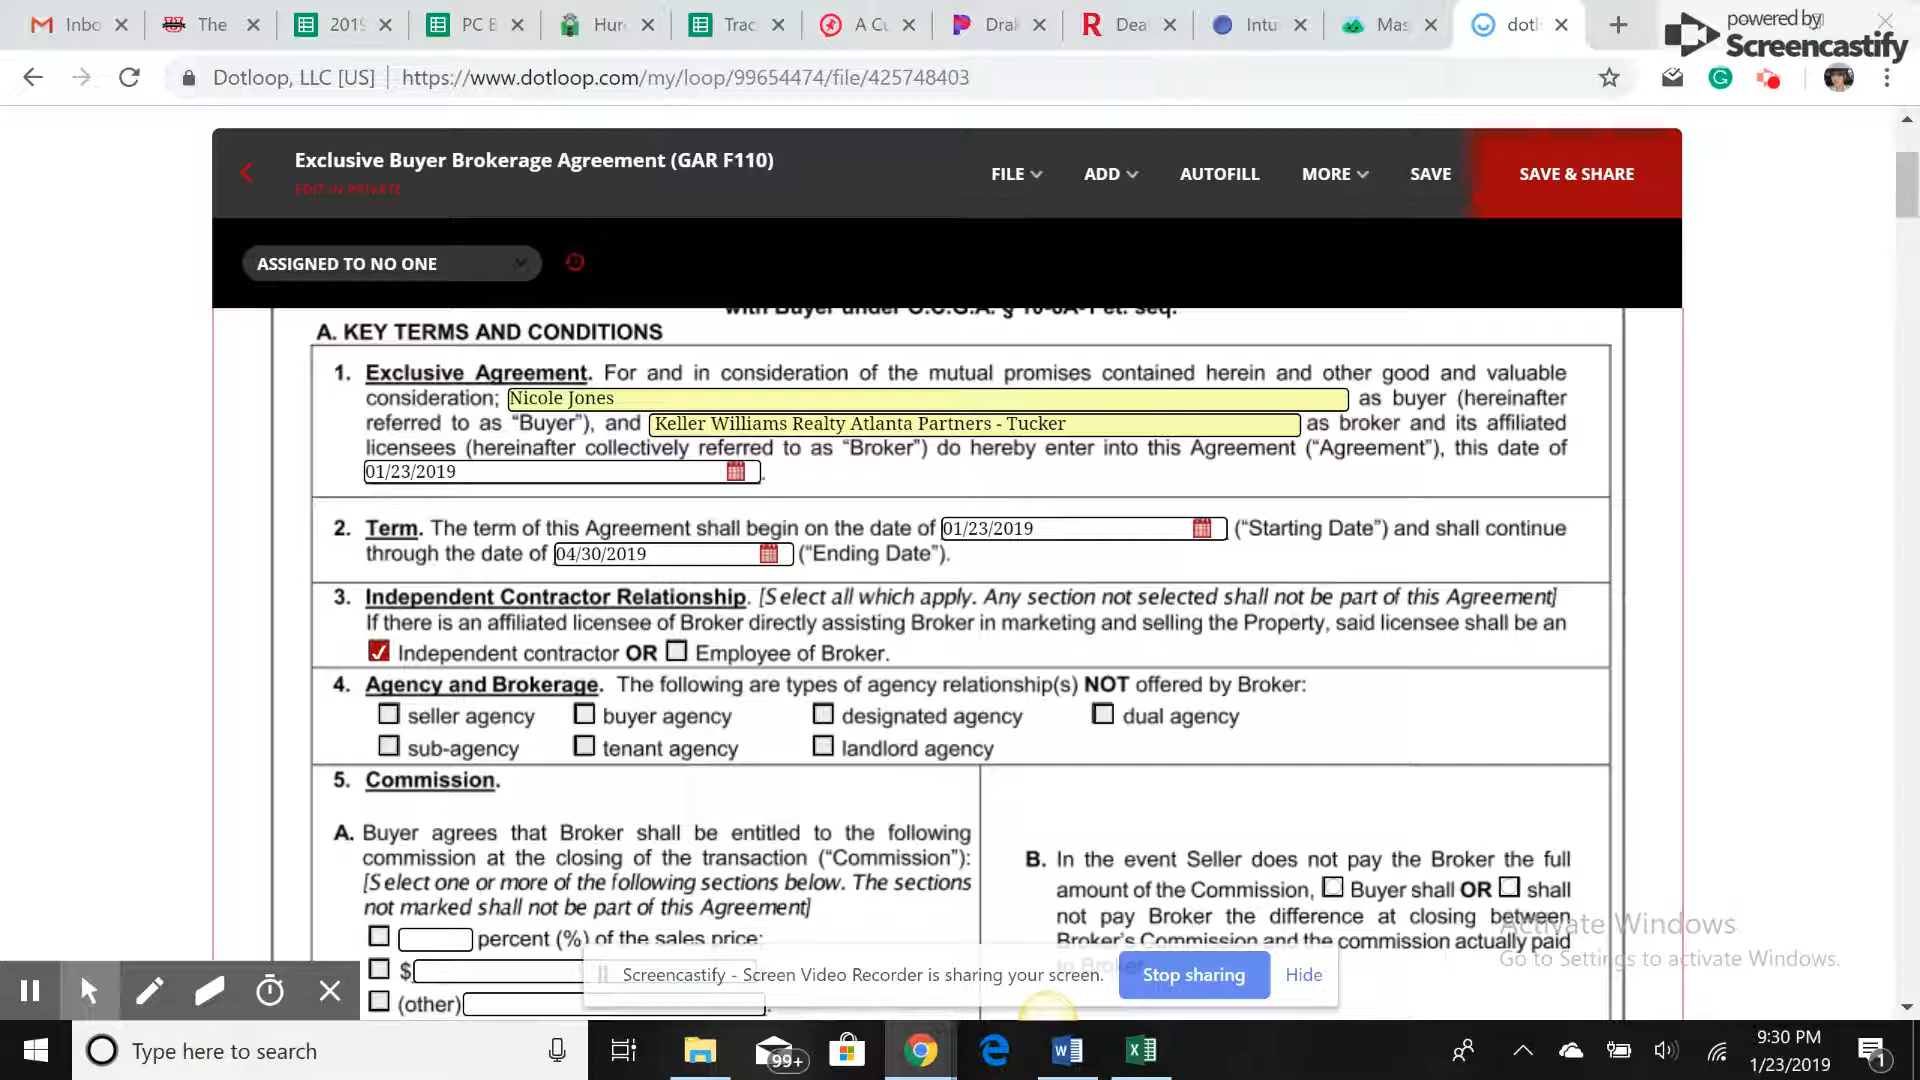 Inbo
The
2019
PC E
Hur
Trac
A Cu
Drak
Dea
Intu
Mas
dotl
powered by
Screencastify
Dotloop, LLC [US]
https://www.dotloop.com/my/loop/99654474/file/425748403
Exclusive Buyer Brokerage Agreement (GAR F110)
EDIT IN PRIVATE
FILE
ADD
AUTOFILL
MORE
SAVE
SAVE & SHARE
ASSIGNED TO NO ONE
with Buyer under O.C.G.A. § 10-6A-1 et. seq.
A. KEY TERMS AND CONDITIONS
1. Exclusive Agreement. For and in consideration of the mutual promises contained herein and other good and valuable
consideration; Nicole Jones as buyer (hereinafter
referred to as “Buyer”), and Keller Williams Realty Atlanta Partners - Tucker as broker and its affiliated
licensees (hereinafter collectively referred to as “Broker”) do hereby enter into this Agreement (“Agreement”), this date of
01/23/2019 .
2. Term. The term of this Agreement shall begin on the date of 01/23/2019 (“Starting Date”) and shall continue
through the date of 04/30/2019 (“Ending Date”).
3. Independent Contractor Relationship. [Select all which apply. Any section not selected shall not be part of this Agreement]
If there is an affiliated licensee of Broker directly assisting Broker in marketing and selling the Property, said licensee shall be an
Independent contractor OR Employee of Broker.
4. Agency and Brokerage. The following are types of agency relationship(s) NOT offered by Broker:
seller agency buyer agency designated agency dual agency
sub-agency tenant agency landlord agency
5. Commission.
A. Buyer agrees that Broker shall be entitled to the following
commission at the closing of the transaction (“Commission”):
[Select one or more of the following sections below. The sections
not marked shall not be part of this Agreement]
percent (%) of the sales price;
$
(other) .
B. In the event Seller does not pay the Broker the full
amount of the Commission, Buyer shall OR shall
not pay Broker the difference at closing between
Broker's Commission and the commission actually paid
to Broker.
Activate Windows
Go to Settings to activate Windows.
Screencastify - Screen Video Recorder is sharing your screen.
Stop sharing
Hide
Type here to search
99+
9:30 PM
1/23/2019
1